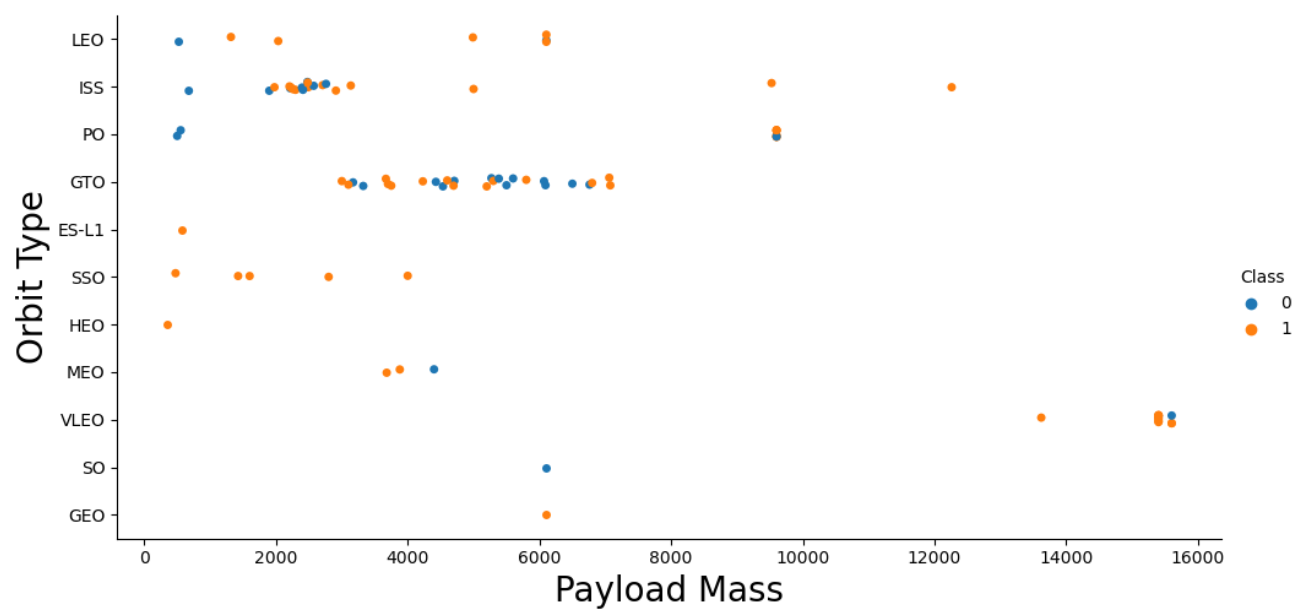 LEO
ISS
PO
GTO
ES-L1
SSO
HEO
MEO
VLEO
SO
GEO
Orbit Type
0 2000 4000 6000 8000 10000 12000 14000 16000
Payload Mass
Class
0
1